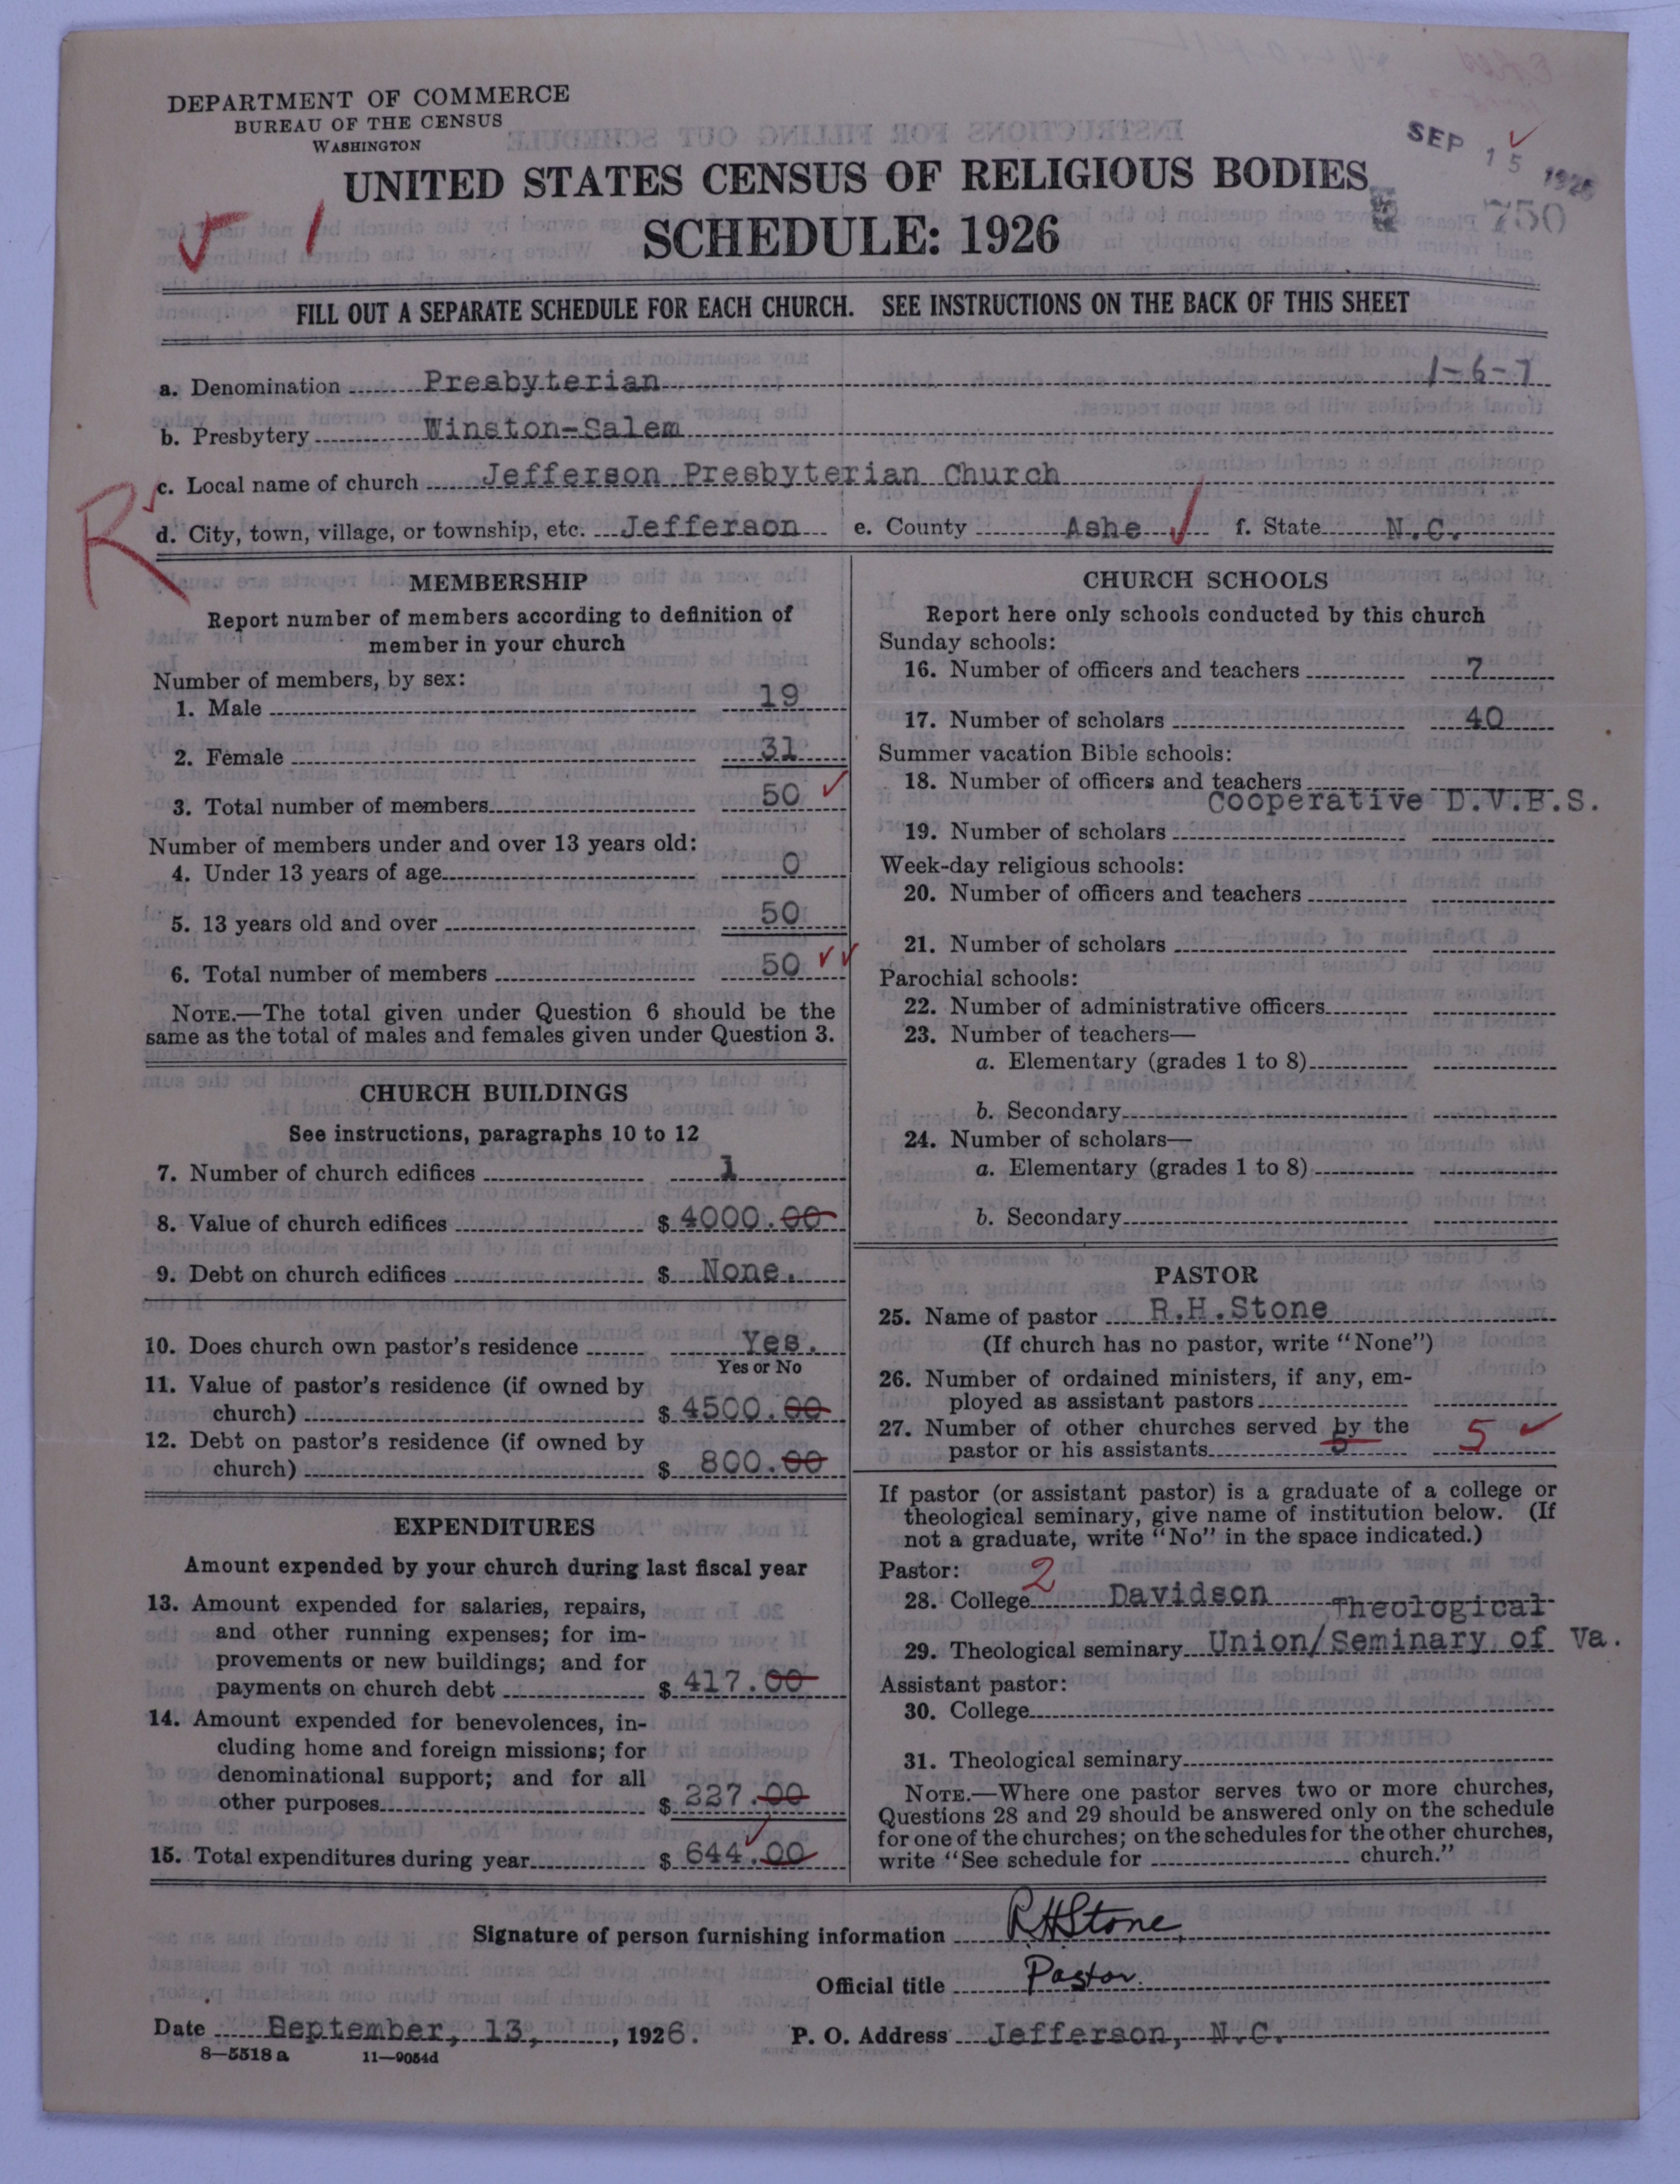 DEPARTMENT OF COMMERCE
BUREAU OF THE CENSUS
WASHINGTON
SEP 15 1926
UNITED STATES CENSUS OF RELIGIOUS BODIES
SCHEDULE: 1926
750
1
FILL OUT A SEPARATE SCHEDULE FOR EACH CHURCH. SEE INSTRUCTIONS ON THE BACK OF THIS SHEET
a. Denomination Presbyterian 1-6-7
b. Presbytery Winston-Salem
R
c. Local name of church Jefferson Presbyterian Church
d. City, town, village, or township, etc. Jefferson e. County Ashe f. State N.C.
MEMBERSHIP
Report number of members according to definition of
member in your church
Number of members, by sex:
1. Male 19
2. Female 31
3. Total number of members 50
Number of members under and over 13 years old:
4. Under 13 years of age 0
5. 13 years old and over 50
6. Total number of members 50
NOTE.—The total given under Question 6 should be the
same as the total of males and females given under Question 3.
CHURCH BUILDINGS
See instructions, paragraphs 10 to 12
7. Number of church edifices 1
8. Value of church edifices $ 4000.00
9. Debt on church edifices $ None.
10. Does church own pastor's residence Yes.
Yes or No
11. Value of pastor's residence (if owned by
church) $ 4500.00
12. Debt on pastor's residence (if owned by
church) $ 800.00
EXPENDITURES
Amount expended by your church during last fiscal year
13. Amount expended for salaries, repairs,
and other running expenses; for im-
provements or new buildings; and for
payments on church debt $ 417.00
14. Amount expended for benevolences, in-
cluding home and foreign missions; for
denominational support; and for all
other purposes $ 227.00
15. Total expenditures during year $ 644.00
CHURCH SCHOOLS
Report here only schools conducted by this church
Sunday schools:
16. Number of officers and teachers 7
17. Number of scholars 40
Summer vacation Bible schools:
18. Number of officers and teachers
Cooperative D.V.B.S.
19. Number of scholars
Week-day religious schools:
20. Number of officers and teachers
21. Number of scholars
Parochial schools:
22. Number of administrative officers
23. Number of teachers—
a. Elementary (grades 1 to 8)
b. Secondary
24. Number of scholars—
a. Elementary (grades 1 to 8)
b. Secondary
PASTOR
25. Name of pastor R.H.Stone
(If church has no pastor, write "None")
26. Number of ordained ministers, if any, em-
ployed as assistant pastors
27. Number of other churches served by the
pastor or his assistants 5 5
If pastor (or assistant pastor) is a graduate of a college or
theological seminary, give name of institution below. (If
not a graduate, write "No" in the space indicated.)
Pastor: 2
28. College Davidson
Theological
29. Theological seminary Union/Seminary of Va.
Assistant pastor:
30. College
31. Theological seminary
NOTE.—Where one pastor serves two or more churches,
Questions 28 and 29 should be answered only on the schedule
for one of the churches; on the schedules for the other churches,
write "See schedule for church."
Signature of person furnishing information RHStone
Official title Pastor.
Date September, 13, , 1926. P. O. Address Jefferson, N.C.
8—5518 a 11—9054d